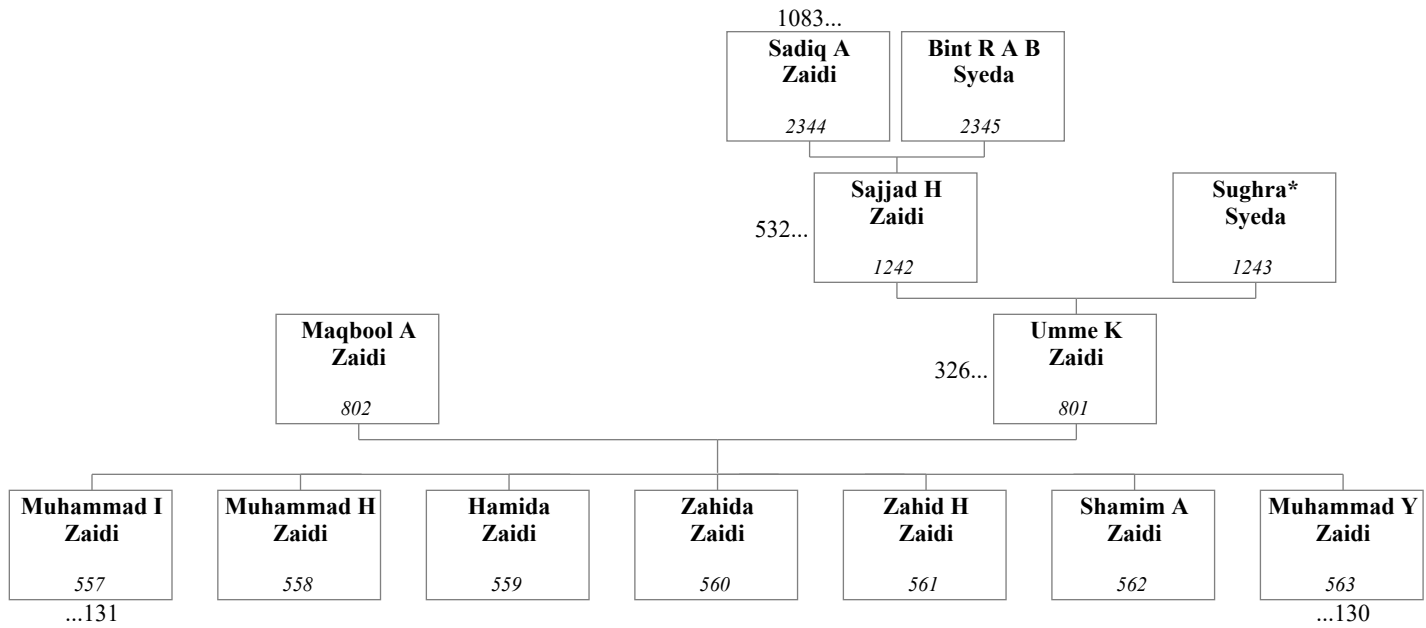 1083...
Sadiq A
Zaidi
2344
Bint R A B
Syeda
2345
532...
Sajjad H
Zaidi
1242
Sughra*
Syeda
1243
Maqbool A
Zaidi
802
326...
Umme K
Zaidi
801
Muhammad I
Zaidi
557
...131
Muhammad H
Zaidi
558
Hamida
Zaidi
559
Zahida
Zaidi
560
Zahid H
Zaidi
561
Shamim A
Zaidi
562
Muhammad Y
Zaidi
563
...130